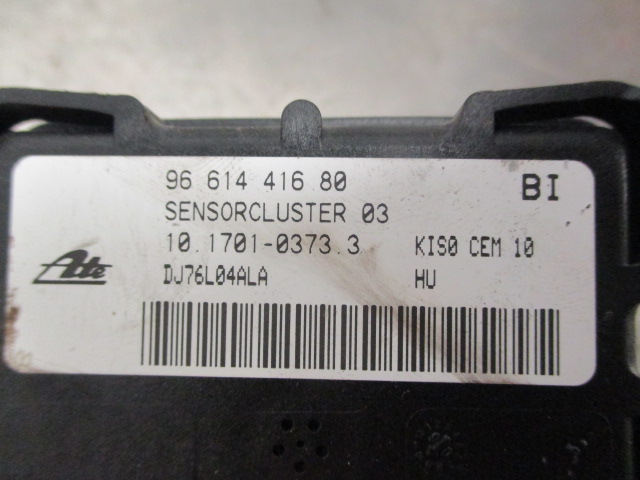 96 614 416 80 BI
SENSORCLUSTER 03
10.1701-0373.3 KIS0 CEM 10
Ate DJ76L04ALA HU